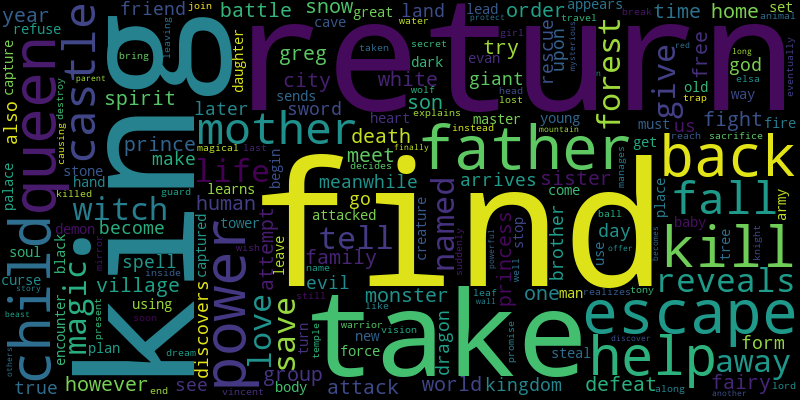 year
friend
show
great
land
lead
order
appears
join
battle
cave
water
time
home
set
refuse
castle
king
return
leaving
travel
protect
break
animal
bring
daughter
greg
try
rescue
upon
mysterious
girl
forest
give
free
god
long
elsa
red
way
trap
old
eventually
also
capture
queen
destroy
parent
spirit
city
dark
secret
taken
evan
white
giant
sends
sword
wolf
head
lost
son
later
heart
explains
master
young
fire
fight
us
must
causing
magical
last
mother
death
instead
finally
father
mountain
get
reach
sacrifice
back
prince
make
palace
stone
hand
killed
guard
life
begin
meet
decides
meanwhile
arrives
sister
manages
place
learns
human
attempt
find
go
named
come
fall
army
child
witch
become
tower
attacked
creature
princess
brother
ball
day
use
offer
baby
tree
knight
kill
magic
demon
mirror
soul
black
spell
inside
captured
wish
leave
tell
family
suddenly
powerful
well
stop
becomes
reveals
curse
story
village
discovers
power
love
save
name
evil
monster
like
take
one
man
realizes
tony
escape
beast
encounter
present
using
soon
plan
dream
still
turn
temple
warrior
vision
new
force
dragon
leaf
wall
promise
steal
discover
help
away
form
others
true
however
end
see
vincent
group
body
attack
world
kingdom
defeat
along
fairy
another
lord